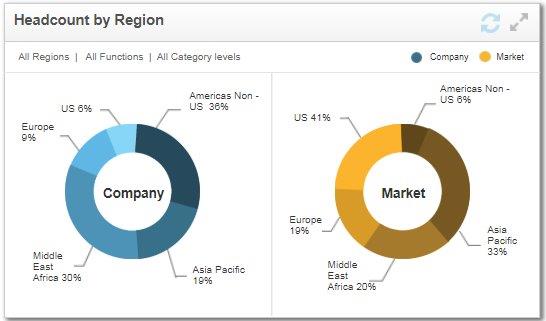 Headcount by Region
All Regions | All Functions | All Category levels
Company
Market
Americas Non -
US 36%
US 6%
Europe
9%
Company
Middle
East
Africa 30%
Asia Pacific
19%
Americas Non -
US 6%
US 41%
Market
Europe
19%
Asia
Pacific
33%
Middle
East
Africa 20%